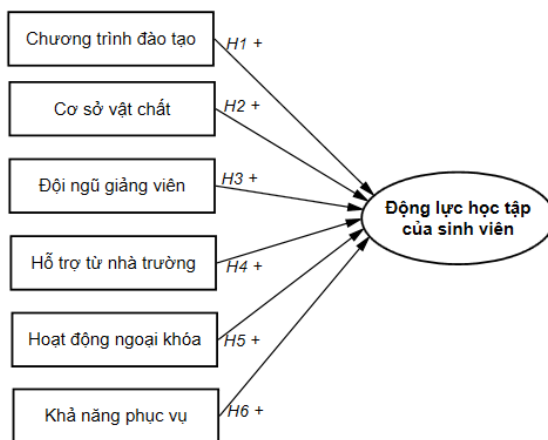 Chương trình đào tạo
H1 +
Cơ sở vật chất
H2 +
Đội ngũ giảng viên
H3 +
Động lực học tập
của sinh viên
Hỗ trợ từ nhà trường
H4 +
Hoạt động ngoại khóa
H5 +
Khả năng phục vụ
H6 +